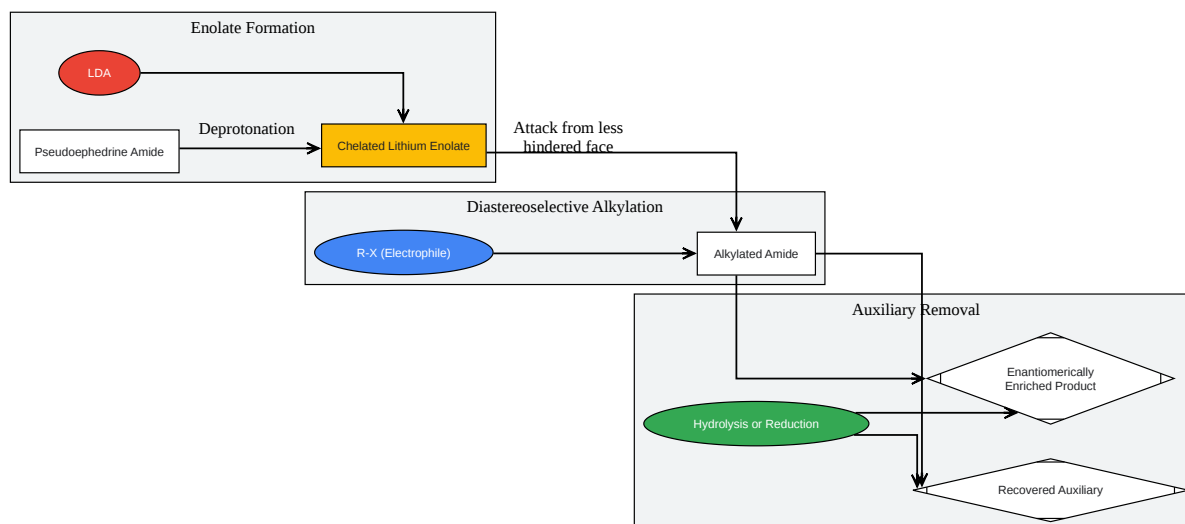 Enolate Formation
LDA
Pseudoephedrine Amide
Deprotonation
Chelated Lithium Enolate
Attack from less
hindered face
Diastereoselective Alkylation
R-X (Electrophile)
Alkylated Amide
Auxiliary Removal
Enantiomerically
Enriched Product
Hydrolysis or Reduction
Recovered Auxiliary